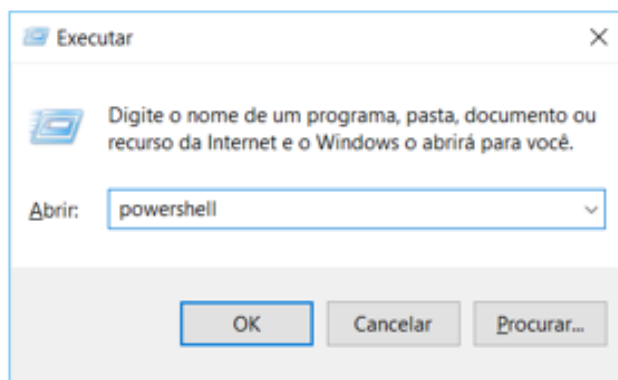 Executar
Digite o nome de um programa, pasta, documento ou
recurso da Internet e o Windows o abrirá para você.
Abrir: powershell
OK Cancelar Procurar...